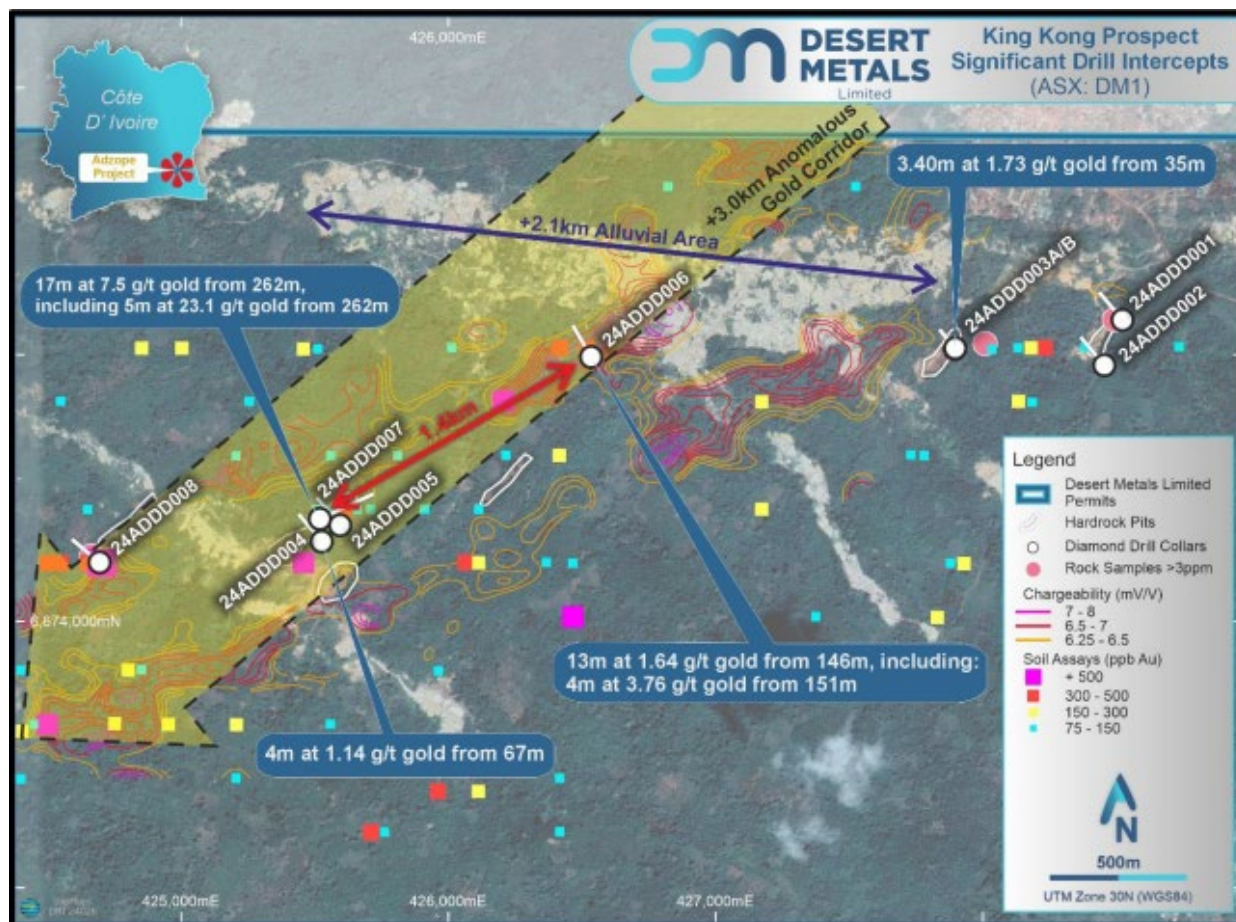 426,000mE
DM DESERT
METALS
Limited
King Kong Prospect
Significant Drill Intercepts
(ASX: DM1)
Côte
D' Ivoire
Adzope
Project
+3.0km Anomalous
Gold Corridor
3.40m at 1.73 g/t gold from 35m
+2.1km Alluvial Area
17m at 7.5 g/t gold from 262m,
including 5m at 23.1 g/t gold from 262m
24ADDD006
24ADDD003A/B
24ADDD001
24ADDD002
1.4km
24ADDD007
24ADDD005
24ADDD008
24ADDD004
6,674,000mN
13m at 1.64 g/t gold from 146m, including:
4m at 3.76 g/t gold from 151m
4m at 1.14 g/t gold from 67m
Legend
Desert Metals Limited
Permits
Hardrock Pits
Diamond Drill Collars
Rock Samples >3ppm
Chargeability (mV/V)
7 - 8
6.5 - 7
6.25 - 6.5
Soil Assays (ppb Au)
+ 500
300 - 500
150 - 300
75 - 150
N
500m
UTM Zone 30N (WGS84)
425,000mE
426,000mE
427,000mE